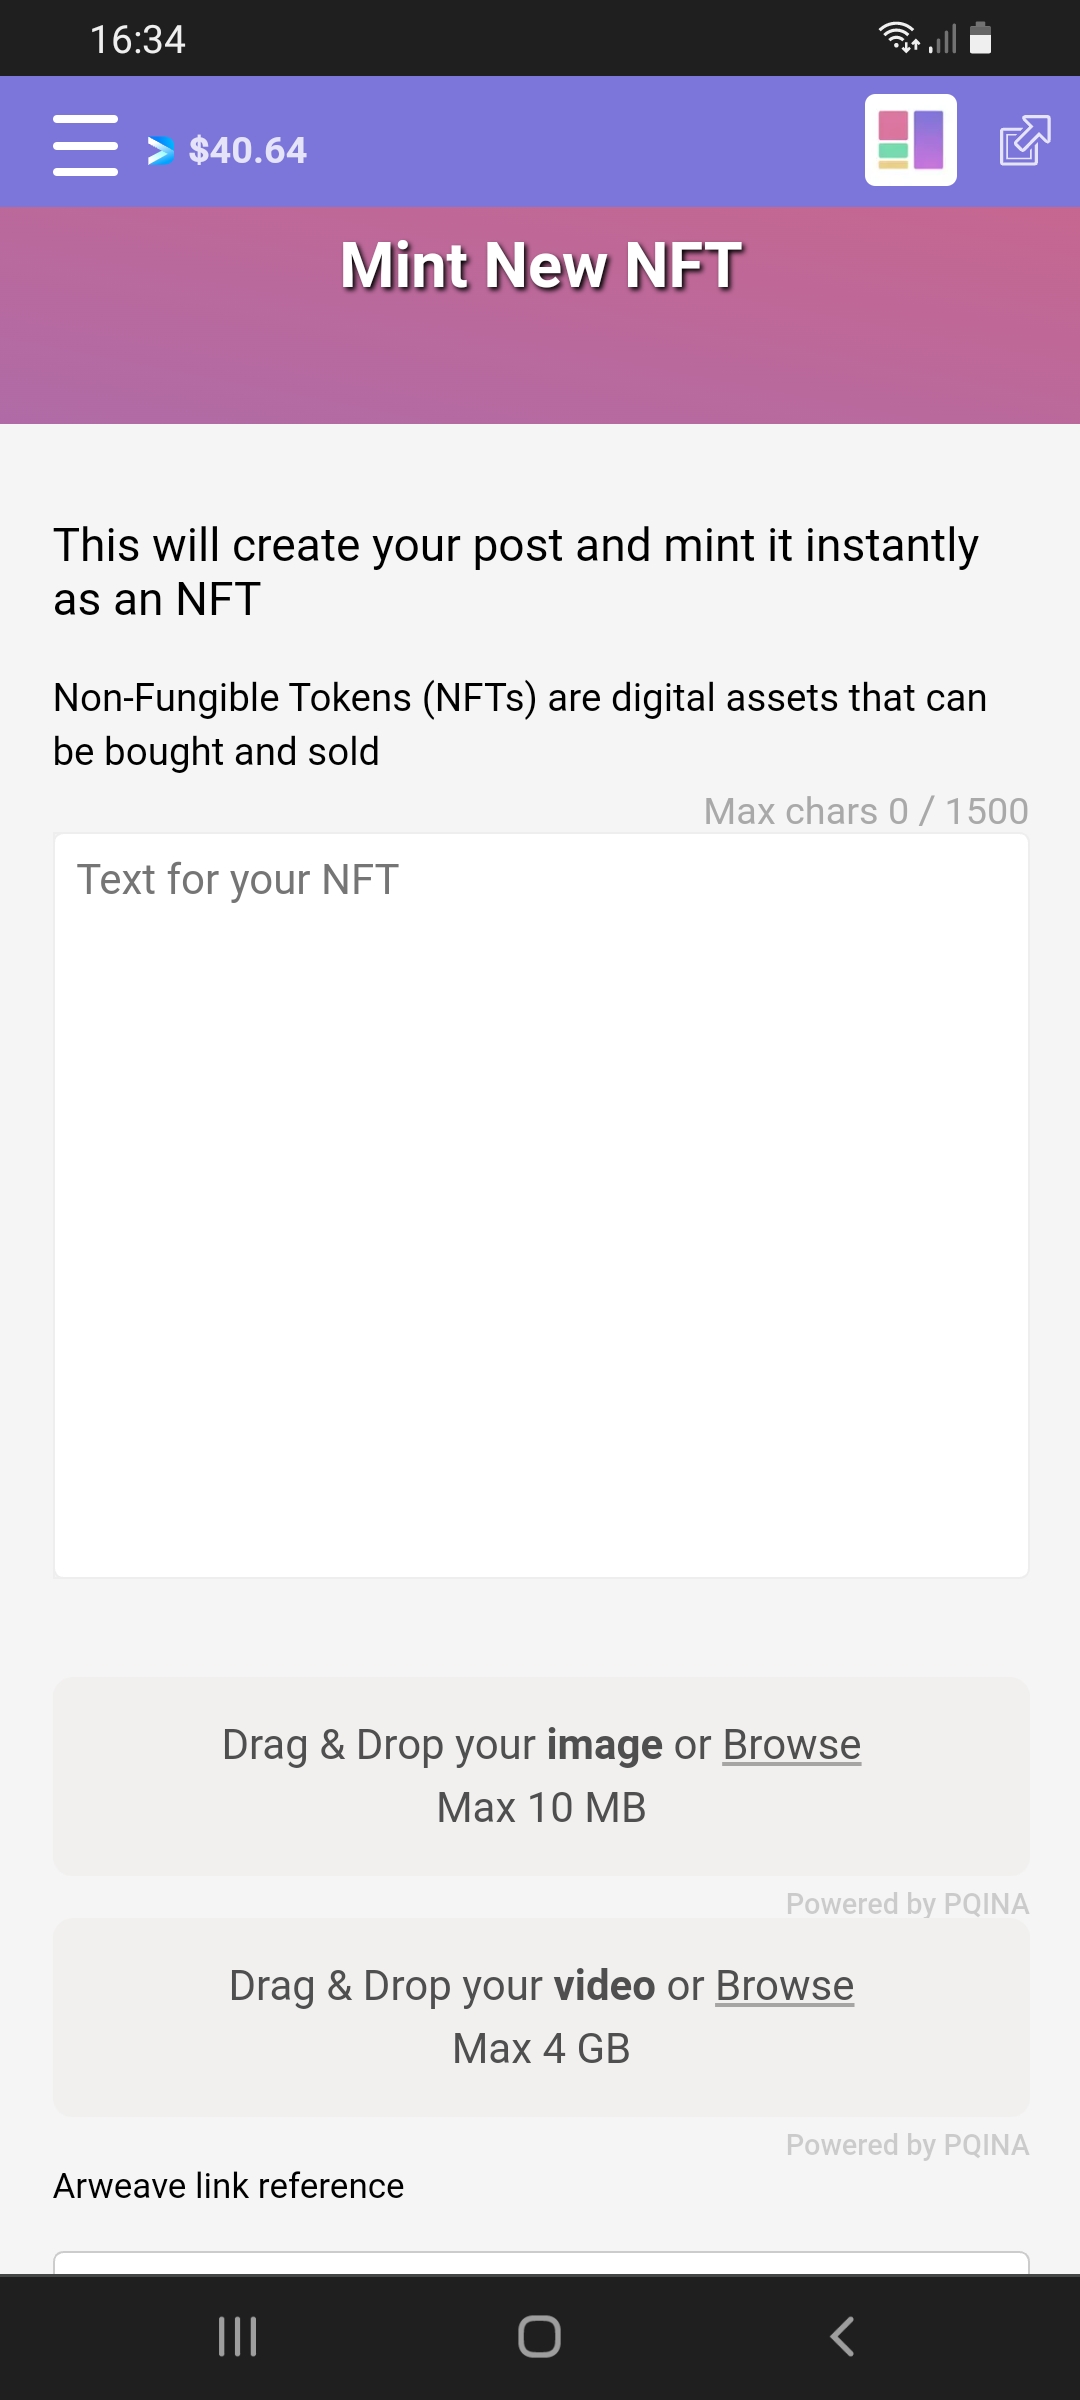 16:34
$40.64
Mint New NFT
This will create your post and mint it instantly
as an NFT
Non-Fungible Tokens (NFTs) are digital assets that can
be bought and sold
Max chars 0 / 1500
Text for your NFT
Drag & Drop your image or Browse
Max 10 MB
Powered by PQINA
Drag & Drop your video or Browse
Max 4 GB
Powered by PQINA
Arweave link reference